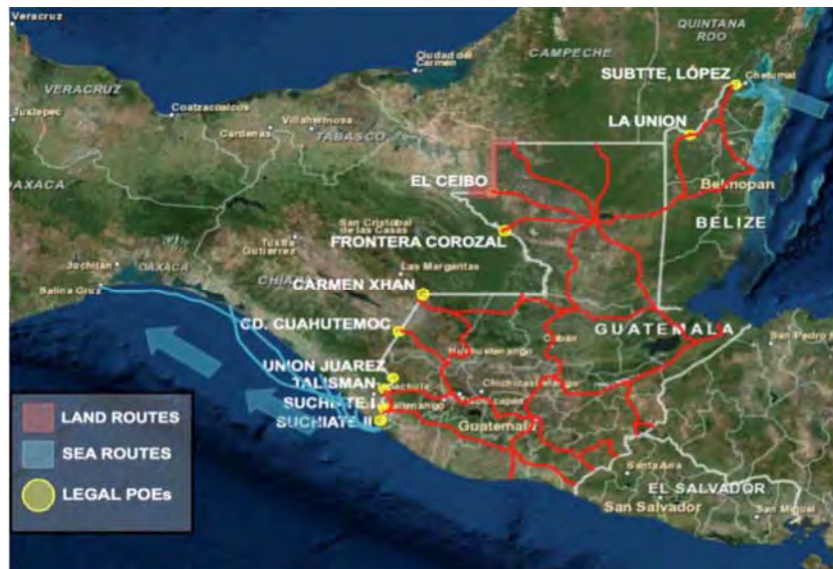 Veracruz
QUINTANA
ROO
Ciudad del
Carmen
CAMPECHE
SUBTTE, LÓPEZ
Chetumal
VERACRUZ
Coatzacoalcos
Tuxtepec
Villahermosa
Cardenas
TABASCO
LA UNION
OAXACA
EL CEIBO
Belmopan
San Cristobal
de las Casas
BELIZE
Tuxtla
Gutierrez
FRONTERA COROZAL
Juchitán
OAXACA
Las Margaritas
Salina Cruz
CARMEN XHAN
CD. CUAHUTEMOC
GUATEMALA
Cobán
Huehuetenango
UNION JUAREZ
TALISMAN
SUCHIATE I
SUCHIATE II
Guatemala
LAND ROUTES
SEA ROUTES
LEGAL POEs
Santa Ana
EL SALVADOR
San Salvador
San Miguel